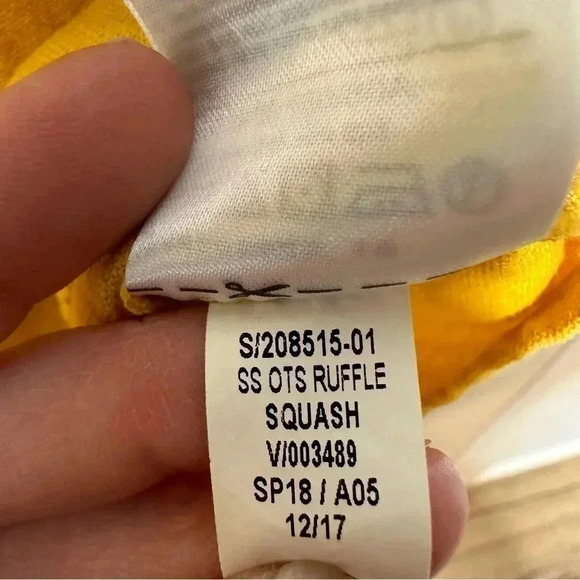 S/208515-01
SS OTS RUFFLE
SQUASH
V/003489
SP18 / A05
12/17